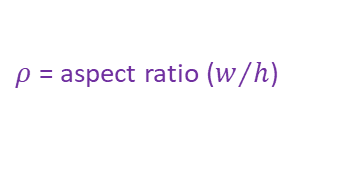 ρ = aspect ratio (w/h)